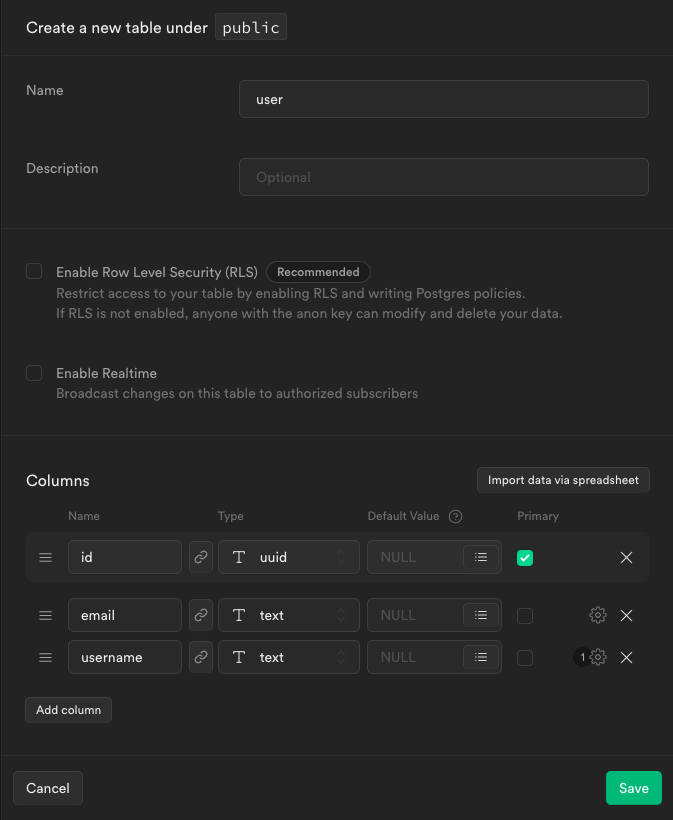 Create a new table under public
Name
user
Description
Optional
Enable Row Level Security (RLS) Recommended
Restrict access to your table by enabling RLS and writing Postgres policies.
If RLS is not enabled, anyone with the anon key can modify and delete your data.
Enable Realtime
Broadcast changes on this table to authorized subscribers
Columns Import data via spreadsheet
Name Type Default Value ? Primary
id T uuid NULL
email T text NULL
username T text NULL 1
Add column
Cancel Save